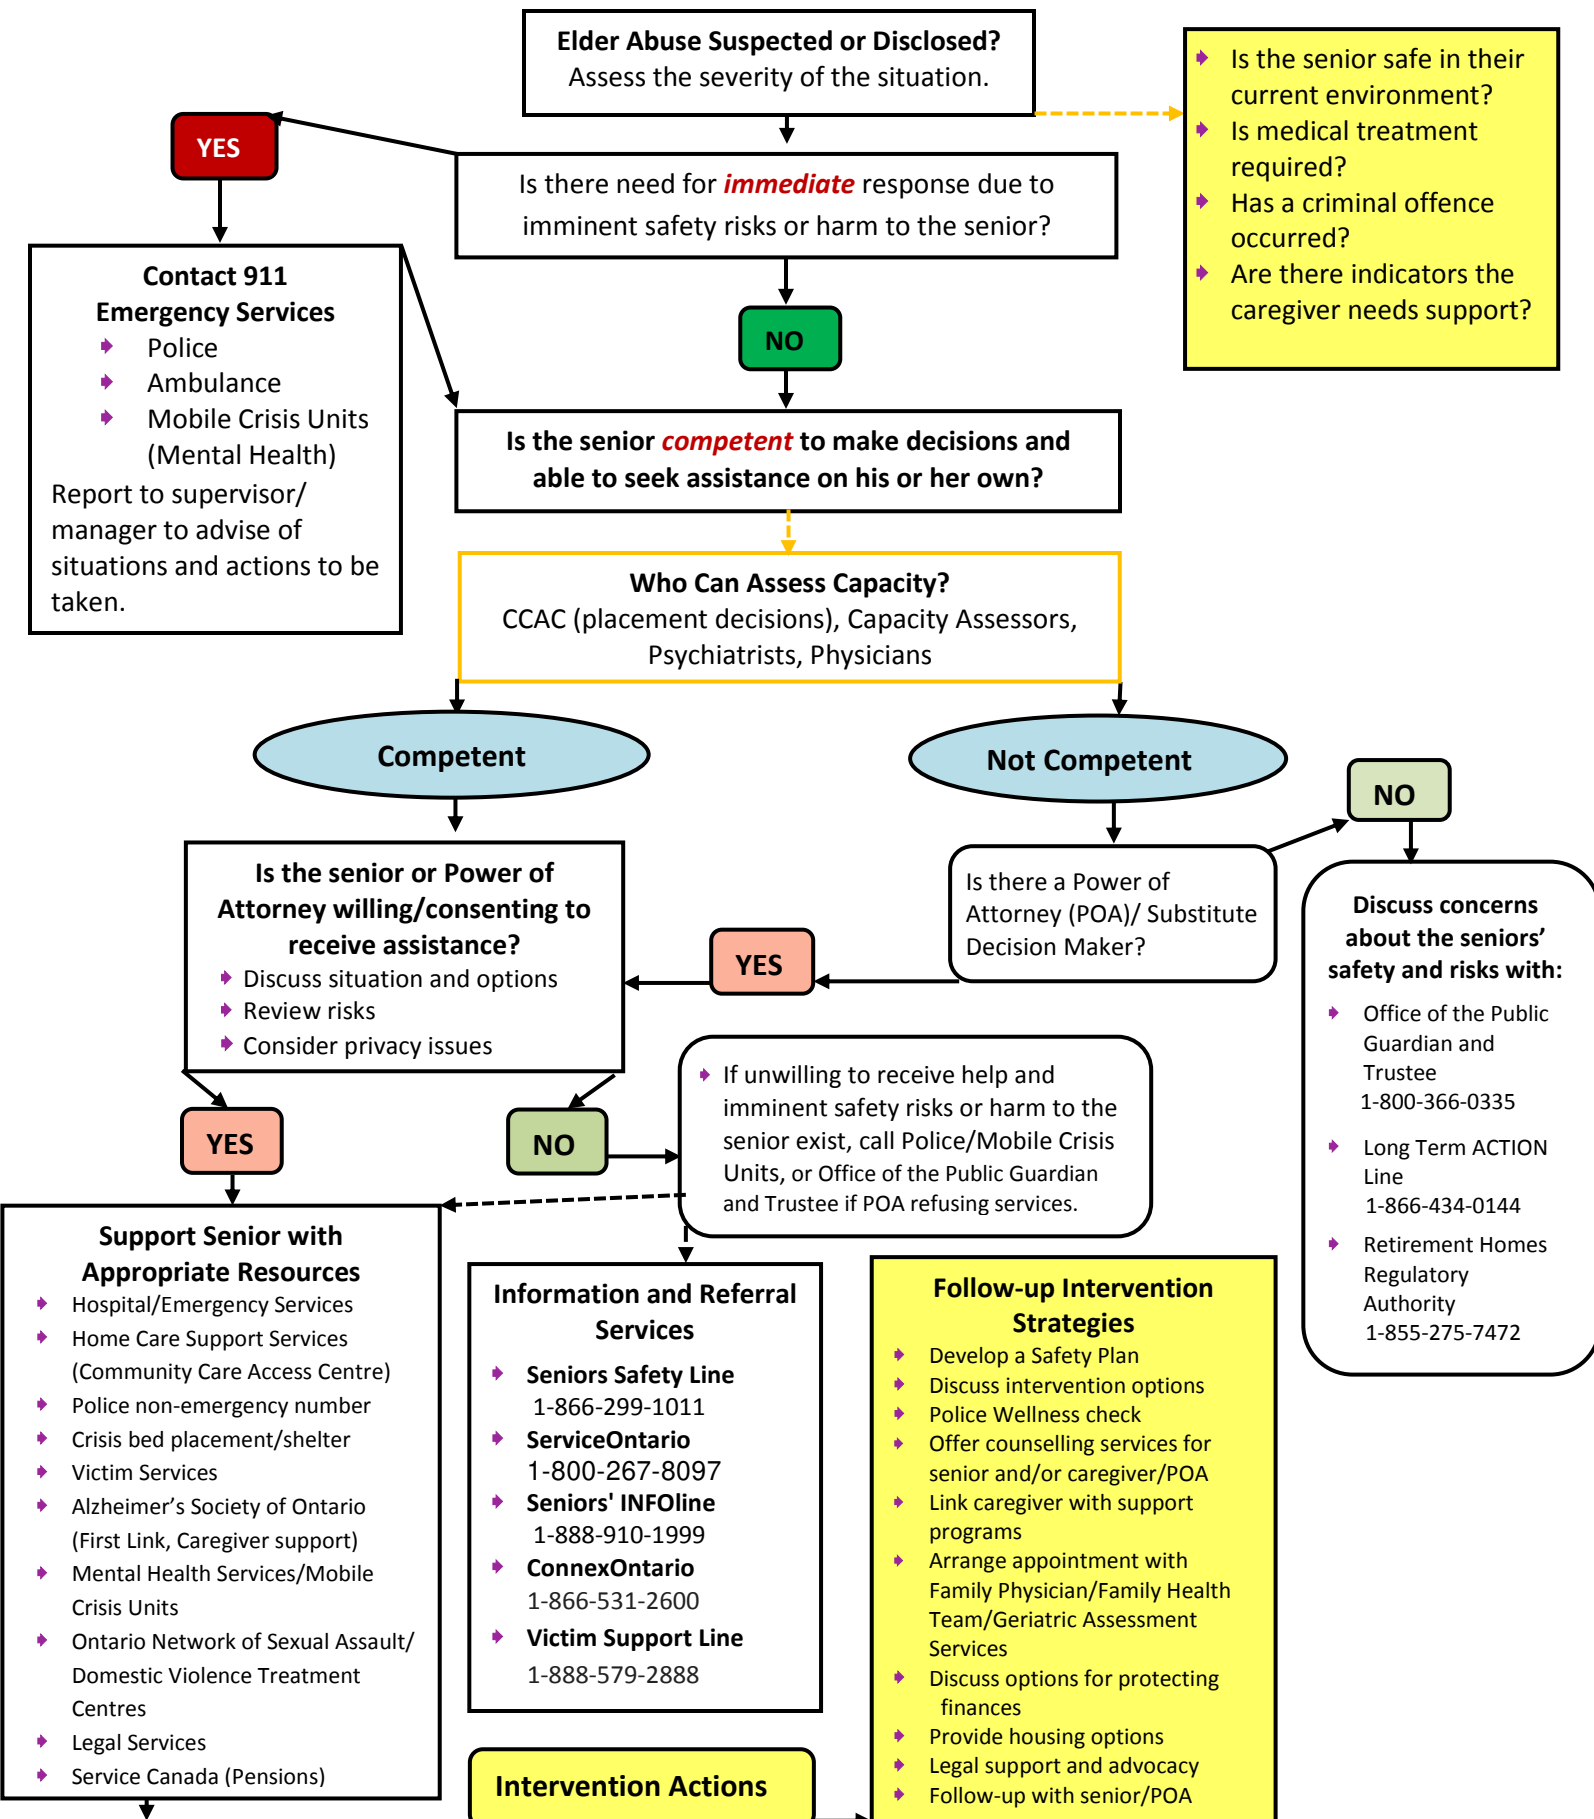 Elder Abuse Suspected or Disclosed?
Assess the severity of the situation.
Is the senior safe in their
current environment?
Is medical treatment
required?
Has a criminal offence
occurred?
Are there indicators the
caregiver needs support?
YES
Is there need for immediate response due to
imminent safety risks or harm to the senior?
Contact 911
Emergency Services
Police
Ambulance
Mobile Crisis Units
(Mental Health)
Report to supervisor/
manager to advise of
situations and actions to be
taken.
NO
Is the senior competent to make decisions and
able to seek assistance on his or her own?
Who Can Assess Capacity?
CCAC (placement decisions), Capacity Assessors,
Psychiatrists, Physicians
Competent
Not Competent
NO
Is the senior or Power of
Attorney willing/consenting to
receive assistance?
Discuss situation and options
Review risks
Consider privacy issues
YES
Is there a Power of
Attorney (POA)/ Substitute
Decision Maker?
Discuss concerns
about the seniors’
safety and risks with:
Office of the Public
Guardian and
Trustee
1-800-366-0335
Long Term ACTION
Line
1-866-434-0144
Retirement Homes
Regulatory
Authority
1-855-275-7472
YES
NO
If unwilling to receive help and
imminent safety risks or harm to the
senior exist, call Police/Mobile Crisis
Units, or Office of the Public Guardian
and Trustee if POA refusing services.
Support Senior with
Appropriate Resources
Hospital/Emergency Services
Home Care Support Services
(Community Care Access Centre)
Police non-emergency number
Crisis bed placement/shelter
Victim Services
Alzheimer’s Society of Ontario
(First Link, Caregiver support)
Mental Health Services/Mobile
Crisis Units
Ontario Network of Sexual Assault/
Domestic Violence Treatment
Centres
Legal Services
Service Canada (Pensions)
Information and Referral
Services
Seniors Safety Line
1-866-299-1011
ServiceOntario
1-800-267-8097
Seniors' INFOline
1-888-910-1999
ConnexOntario
1-866-531-2600
Victim Support Line
1-888-579-2888
Intervention Actions
Follow-up Intervention
Strategies
Develop a Safety Plan
Discuss intervention options
Police Wellness check
Offer counselling services for
senior and/or caregiver/POA
Link caregiver with support
programs
Arrange appointment with
Family Physician/Family Health
Team/Geriatric Assessment
Services
Discuss options for protecting
finances
Provide housing options
Legal support and advocacy
Follow-up with senior/POA